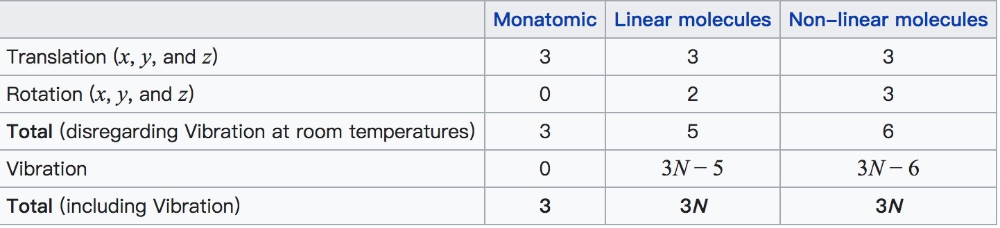 Monatomic Linear molecules Non–linear molecules
Translation (x, y, and z) 3 3 3
Rotation (x, y, and z) 0 2 3
Total (disregarding Vibration at room temperatures) 3 5 6
Vibration 0 3N − 5 3N − 6
Total (including Vibration) 3 3N 3N